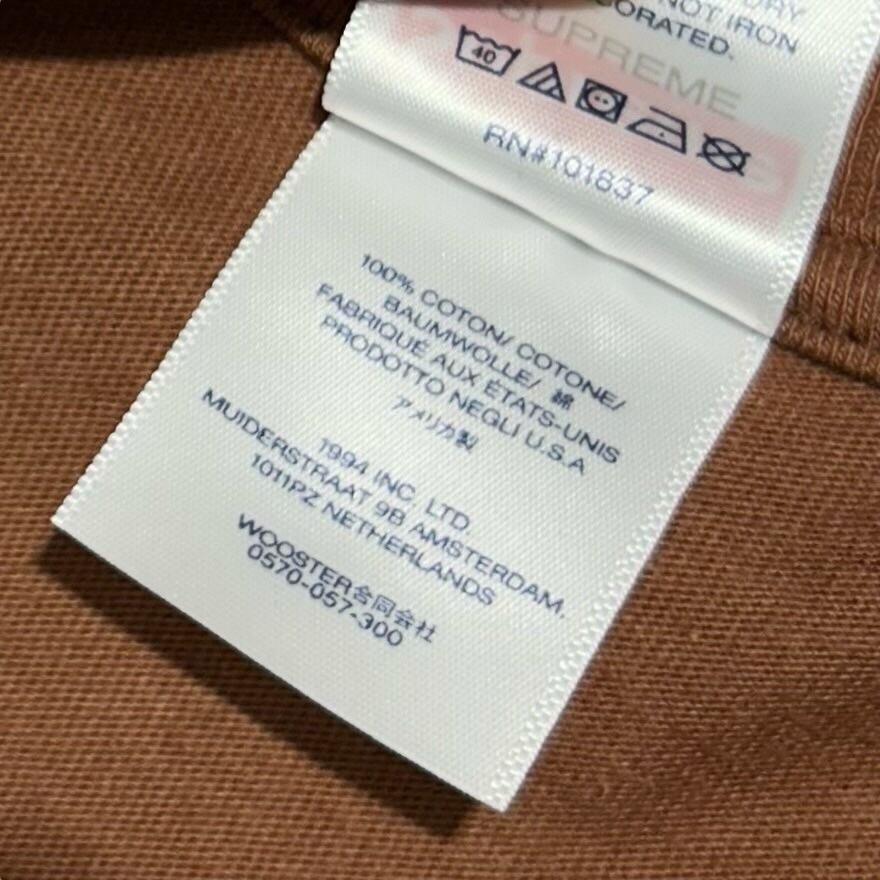 DRY
NOT IRON
CORATED.
SUPREME
40
RN#101837
100% COTON/ COTONE/
BAUMWOLLE/ 綿
FABRIQUÉ AUX ÉTATS-UNIS
PRODOTTO NEGLI U.S.A
アメリカ製
1994 INC. LTD.
MUIDERSTRAAT 9B AMSTERDAM.
1011PZ NETHERLANDS
WOOSTER合同会社
0570-057-300